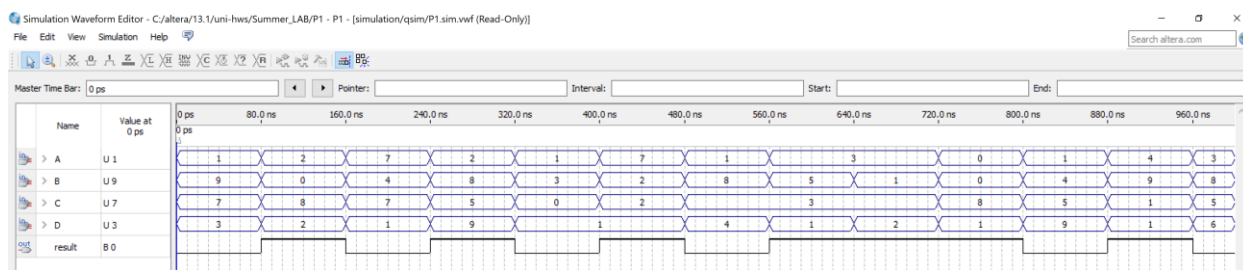 Simulation Waveform Editor - C:/altera/13.1/uni-hws/Summer_LAB/P1 - P1 - [simulation/qsim/P1.sim.vwf (Read-Only)]
File Edit View Simulation Help
Search altera.com
Master Time Bar: 0 ps Pointer: Interval: Start: End:
Name Value at 0 ps 0 ps 80.0 ns 160.0 ns 240.0 ns 320.0 ns 400.0 ns 480.0 ns 560.0 ns 640.0 ns 720.0 ns 800.0 ns 880.0 ns 960.0 ns
0 ps
A U 1 1 2 7 2 1 7 1 3 0 1 4 3
B U 9 9 0 4 8 3 2 8 5 1 0 4 9 8
C U 7 7 8 7 5 0 2 3 8 5 1 5
D U 3 3 2 1 9 1 4 1 2 1 9 1 6
out result B 0